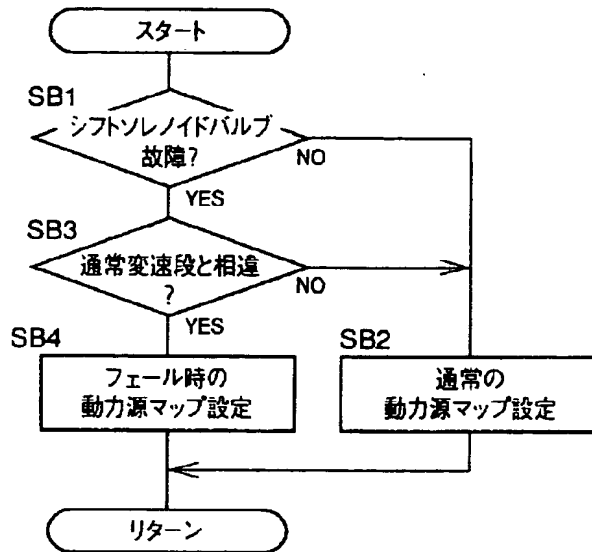 スタート
SB1
シフトソレノイドバルブ
故障?
NO
YES
SB3
通常変速段と相違
?
NO
YES
SB4
フェール時の
動力源マップ設定
SB2
通常の
動力源マップ設定
リターン